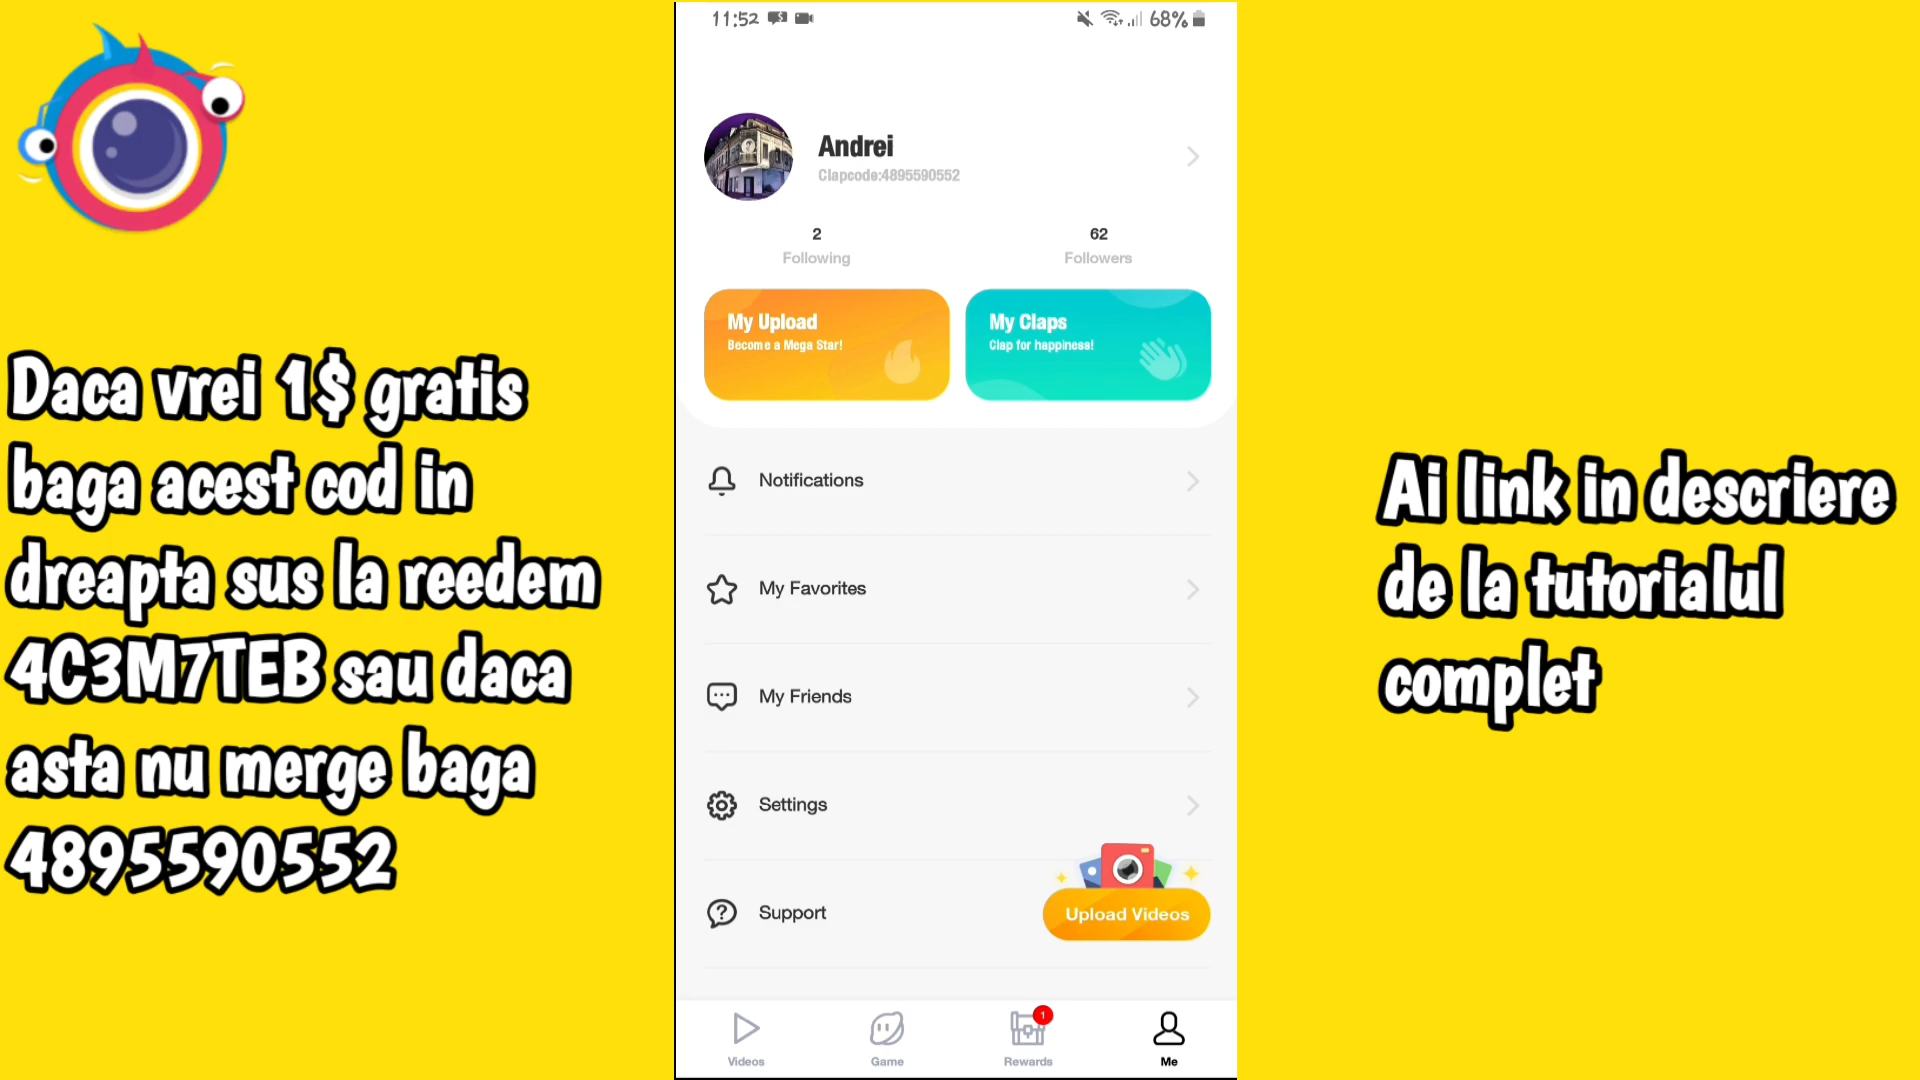 Daca vrei 1$ gratis
baga acest cod in
dreapta sus la reedem
4C3M7TEB sau daca
asta nu merge baga
4895590552
11:52
68%
Andrei
Clapcode:4895590552
2
Following
62
Followers
My Upload
Become a Mega Star!
My Claps
Clap for happiness!
Notifications
My Favorites
My Friends
Settings
Support
Upload Videos
Videos
Game
1
Rewards
Me
Ai link in descriere
de la tutorialul
complet